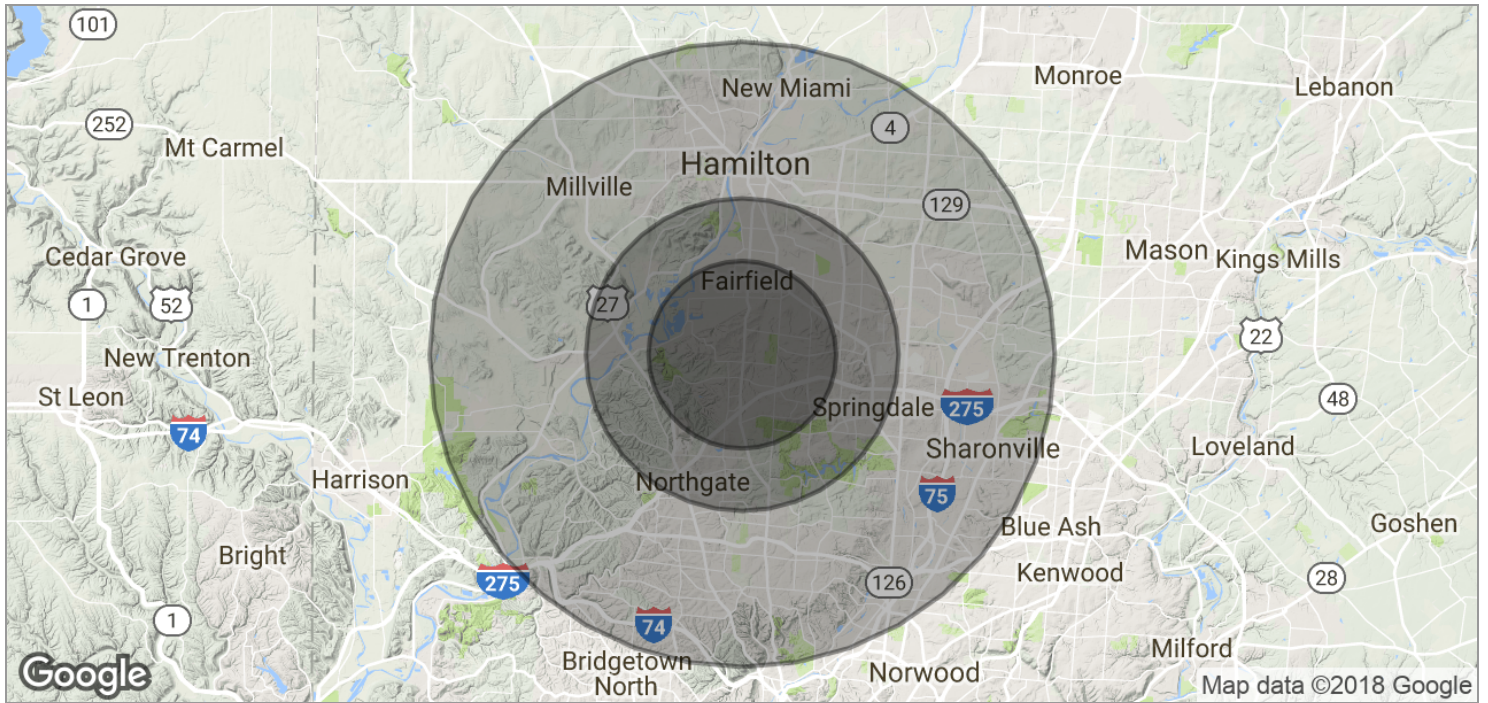 101
New Miami
Monroe
Lebanon
252
4
Mt Carmel
Hamilton
Millville
129
Cedar Grove
Mason
Kings Mills
Fairfield
1
52
27
22
New Trenton
St Leon
48
Springdale
275
74
Sharonville
Loveland
Harrison
Northgate
75
Goshen
Blue Ash
Bright
Kenwood
275
126
28
1
74
Milford
Bridgetown
North
Norwood
Google
Map data ©2018 Google